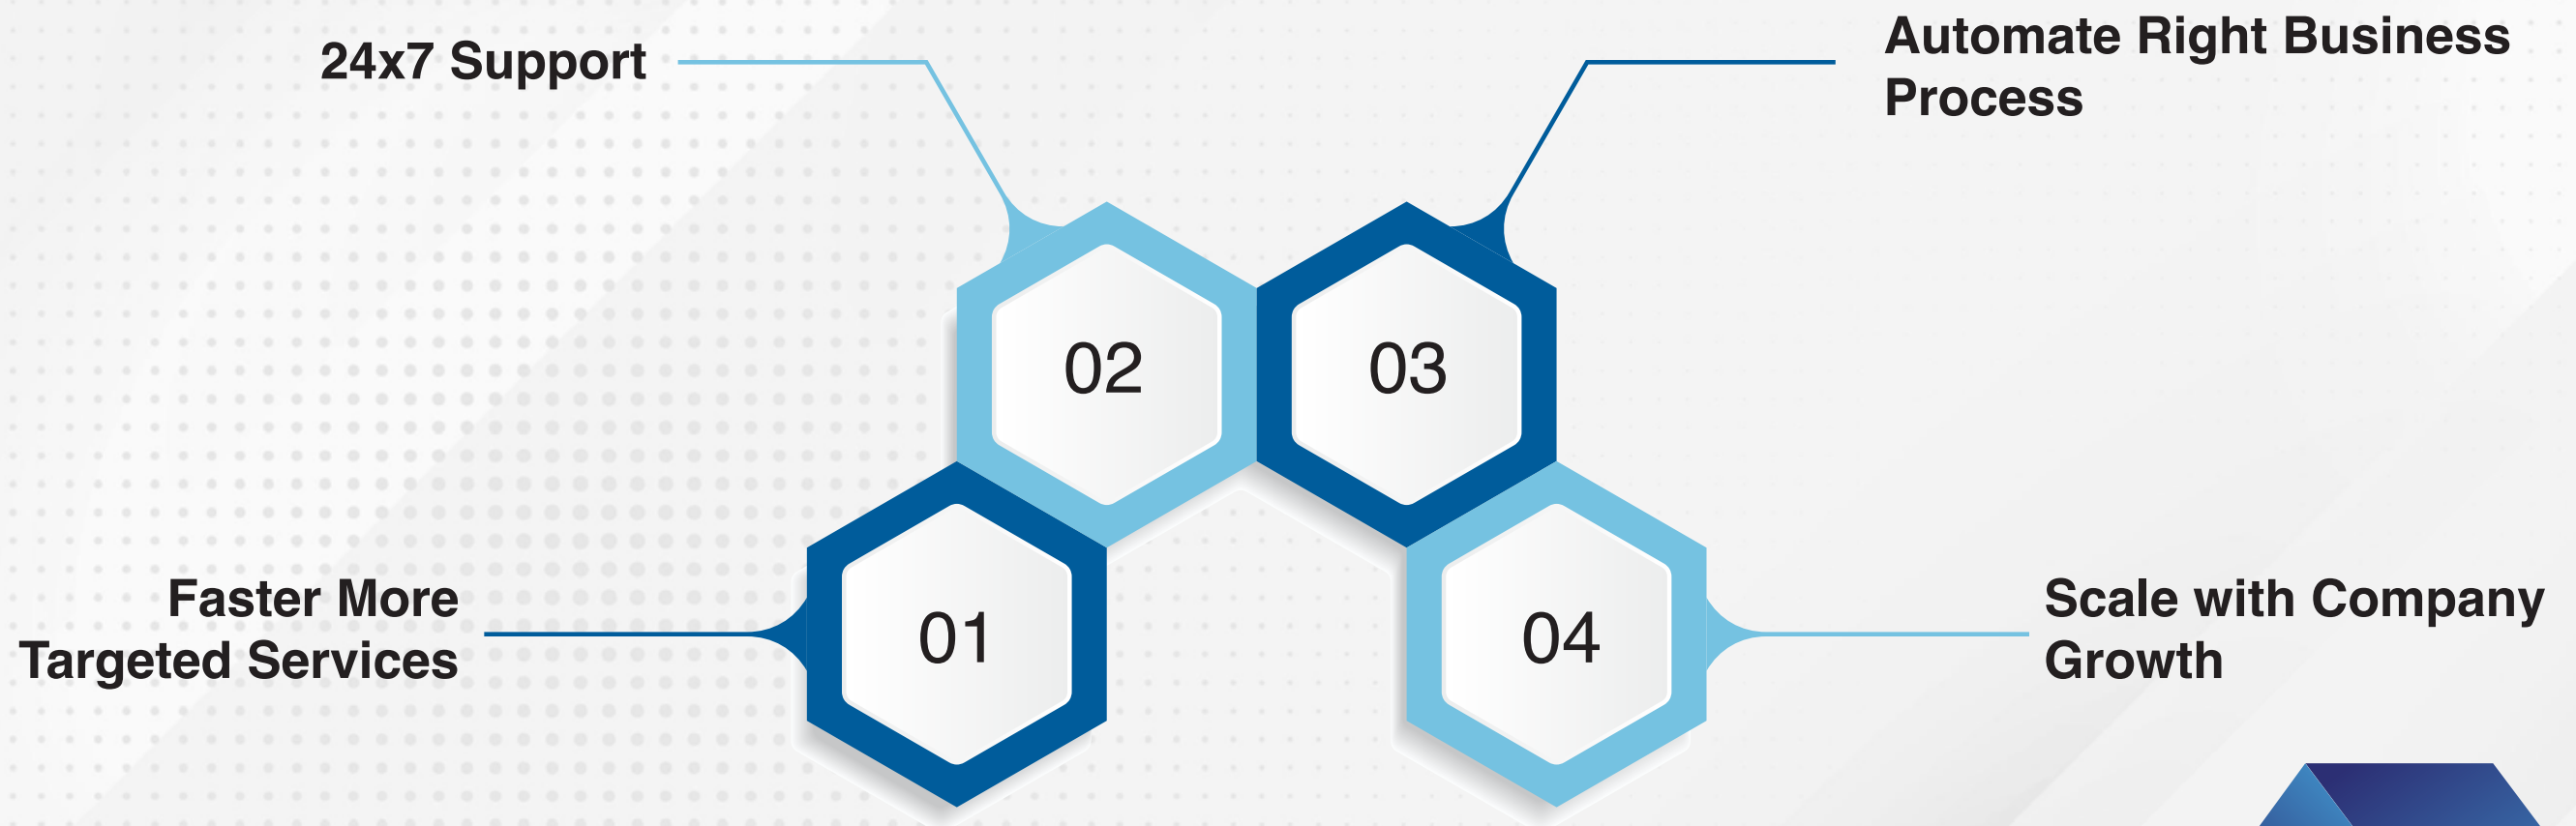 24x7 Support
Automate Right Business
Process
02
03
Faster More
Targeted Services
01
04
Scale with Company
Growth